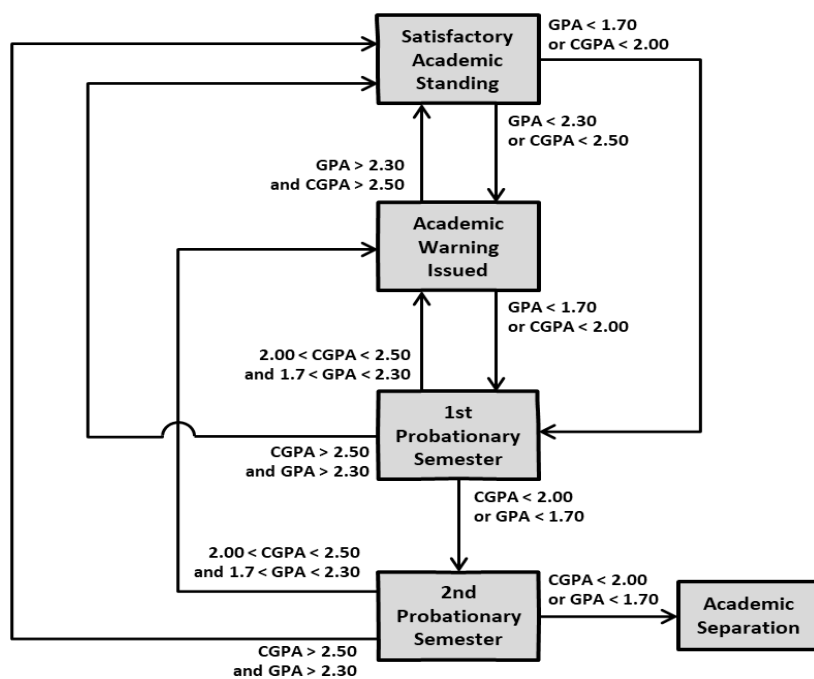 Satisfactory
Academic
Standing
GPA < 1.70
or CGPA < 2.00
GPA < 2.30
or CGPA < 2.50
GPA > 2.30
and CGPA > 2.50
Academic
Warning
Issued
GPA < 1.70
or CGPA < 2.00
2.00 < CGPA < 2.50
and 1.7 < GPA < 2.30
1st
Probationary
Semester
CGPA > 2.50
and GPA > 2.30
CGPA < 2.00
or GPA < 1.70
2.00 < CGPA < 2.50
and 1.7 < GPA < 2.30
2nd
Probationary
Semester
CGPA < 2.00
or GPA < 1.70
Academic
Separation
CGPA > 2.50
and GPA > 2.30